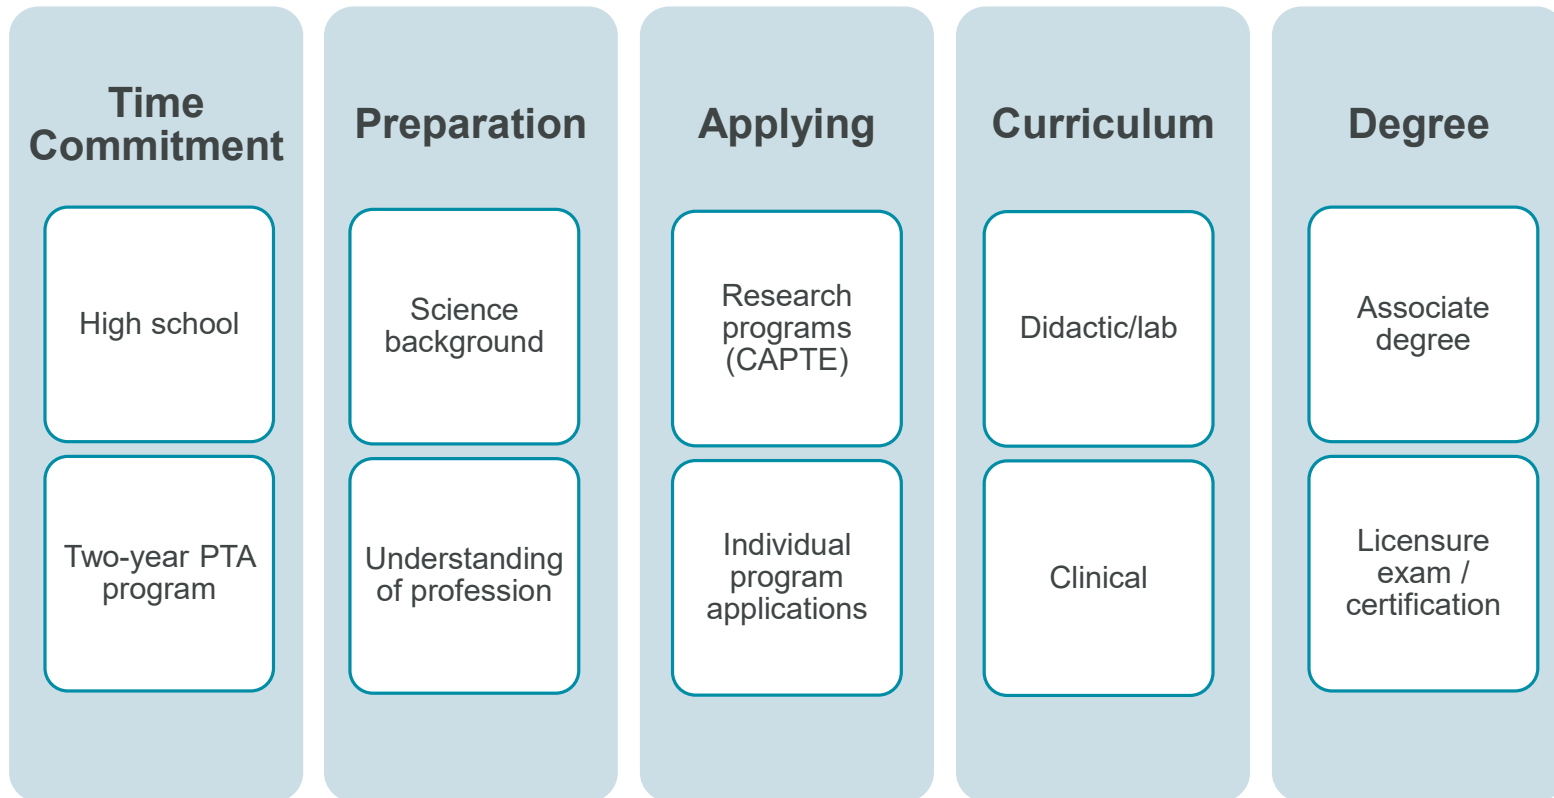 Time
Commitment
High school
Two-year PTA
program
Preparation
Science
background
Understanding
of profession
Applying
Research
programs
(CAPTE)
Individual
program
applications
Curriculum
Didactic/lab
Clinical
Degree
Associate
degree
Licensure
exam /
certification